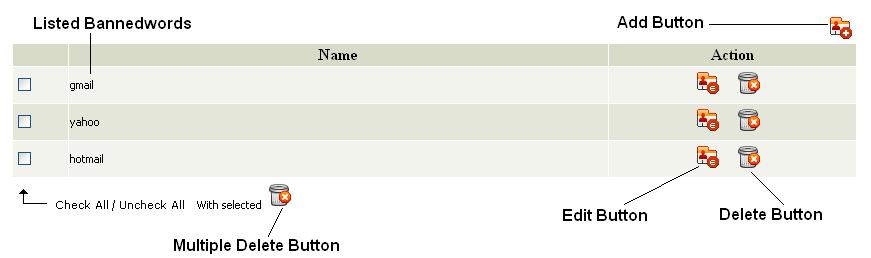 Listed Bannedwords
Add Button
Name Action
gmail
yahoo
hotmail
Check All / Uncheck All With selected
Edit Button Delete Button
Multiple Delete Button